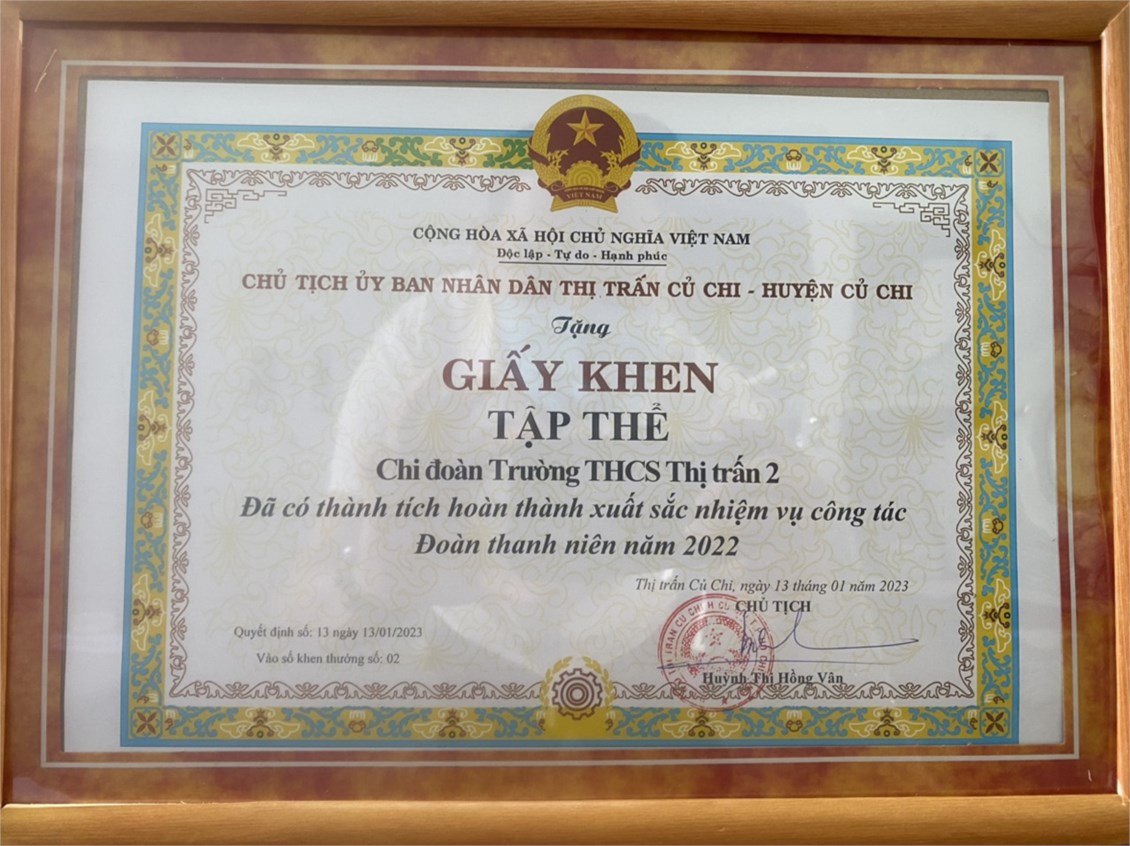 VIỆT NAM
CỘNG HÒA XÃ HỘI CHỦ NGHĨA VIỆT NAM
Độc lập - Tự do - Hạnh phúc
CHỦ TỊCH ỦY BAN NHÂN DÂN THỊ TRẤN CỦ CHI - HUYỆN CỦ CHI
Tặng
GIẤY KHEN
TẬP THỂ
Chi đoàn Trường THCS Thị trấn 2
Đã có thành tích hoàn thành xuất sắc nhiệm vụ công tác
Đoàn thanh niên năm 2022
Thị trấn Củ Chi, ngày 13 tháng 01 năm 2023
CHỦ TỊCH
Quyết định số: 13 ngày 13/01/2023
Vào sổ khen thưởng số: 02
Huỳnh Thị Hồng Vân